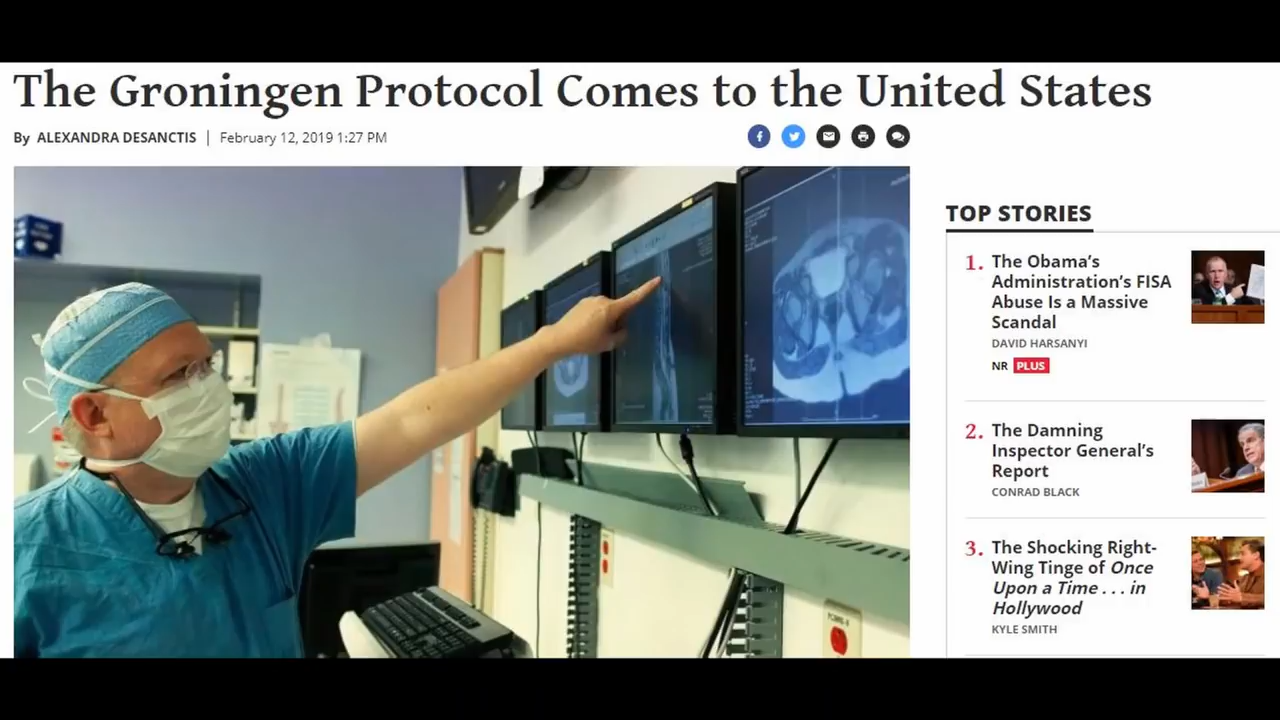 The Groningen Protocol Comes to the United States
By ALEXANDRA DESANCTIS | February 12, 2019 1:27 PM
TOP STORIES
1. The Obama's
Administration's FISA
Abuse Is a Massive
Scandal
DAVID HARSANYI
NR PLUS
2. The Damning
Inspector General's
Report
CONRAD BLACK
3. The Shocking Right-
Wing Tinge of Once
Upon a Time . . . in
Hollywood
KYLE SMITH